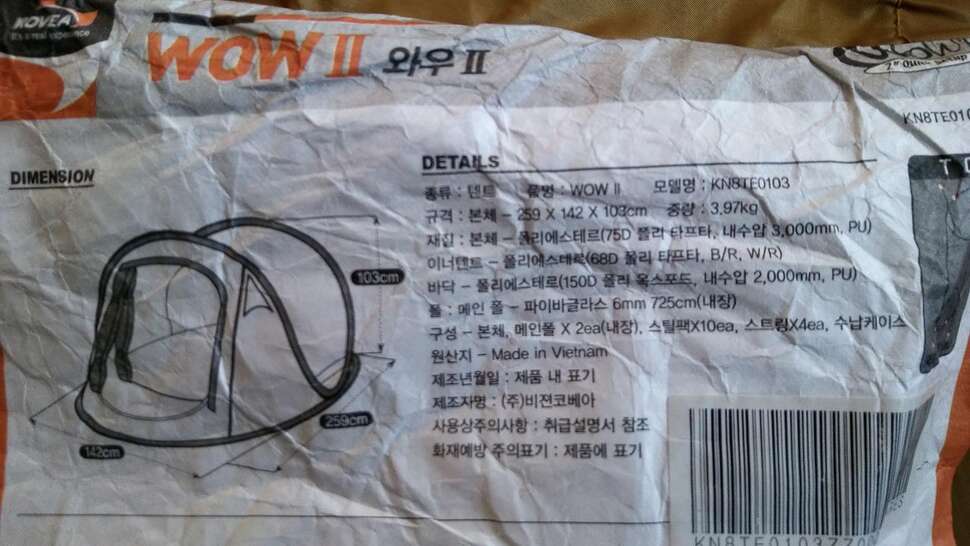 KOVEA
WOW II 와우 II
KN8TE010
DIMENSION
103cm
259cm
142cm
DETAILS
종류 : 텐트 품명 : WOW II 모델명 : KN8TE0103
규격 : 본체 – 259 X 142 X 103cm 중량 : 3.97kg
재질 : 본체 – 폴리에스테르(75D 폴리 타프타, 내수압 3,000mm, PU)
이너텐트 – 폴리에스테르(68D 폴리 타프타, B/R, W/R)
바닥 – 폴리에스테르(150D 폴리 옥스포드, 내수압 2,000mm, PU)
폴 : 메인 폴 – 파이바글라스 6mm 725cm(내장)
구성 – 본체, 메인폴 X 2ea(내장), 스틸팩X10ea, 스트링X4ea, 수납케이스
원산지 – Made in Vietnam
제조년월일 : 제품 내 표기
제조자명 : (주)비젼코베아
사용상주의사항 : 취급설명서 참조
화재예방 주의표기 : 제품에 표기